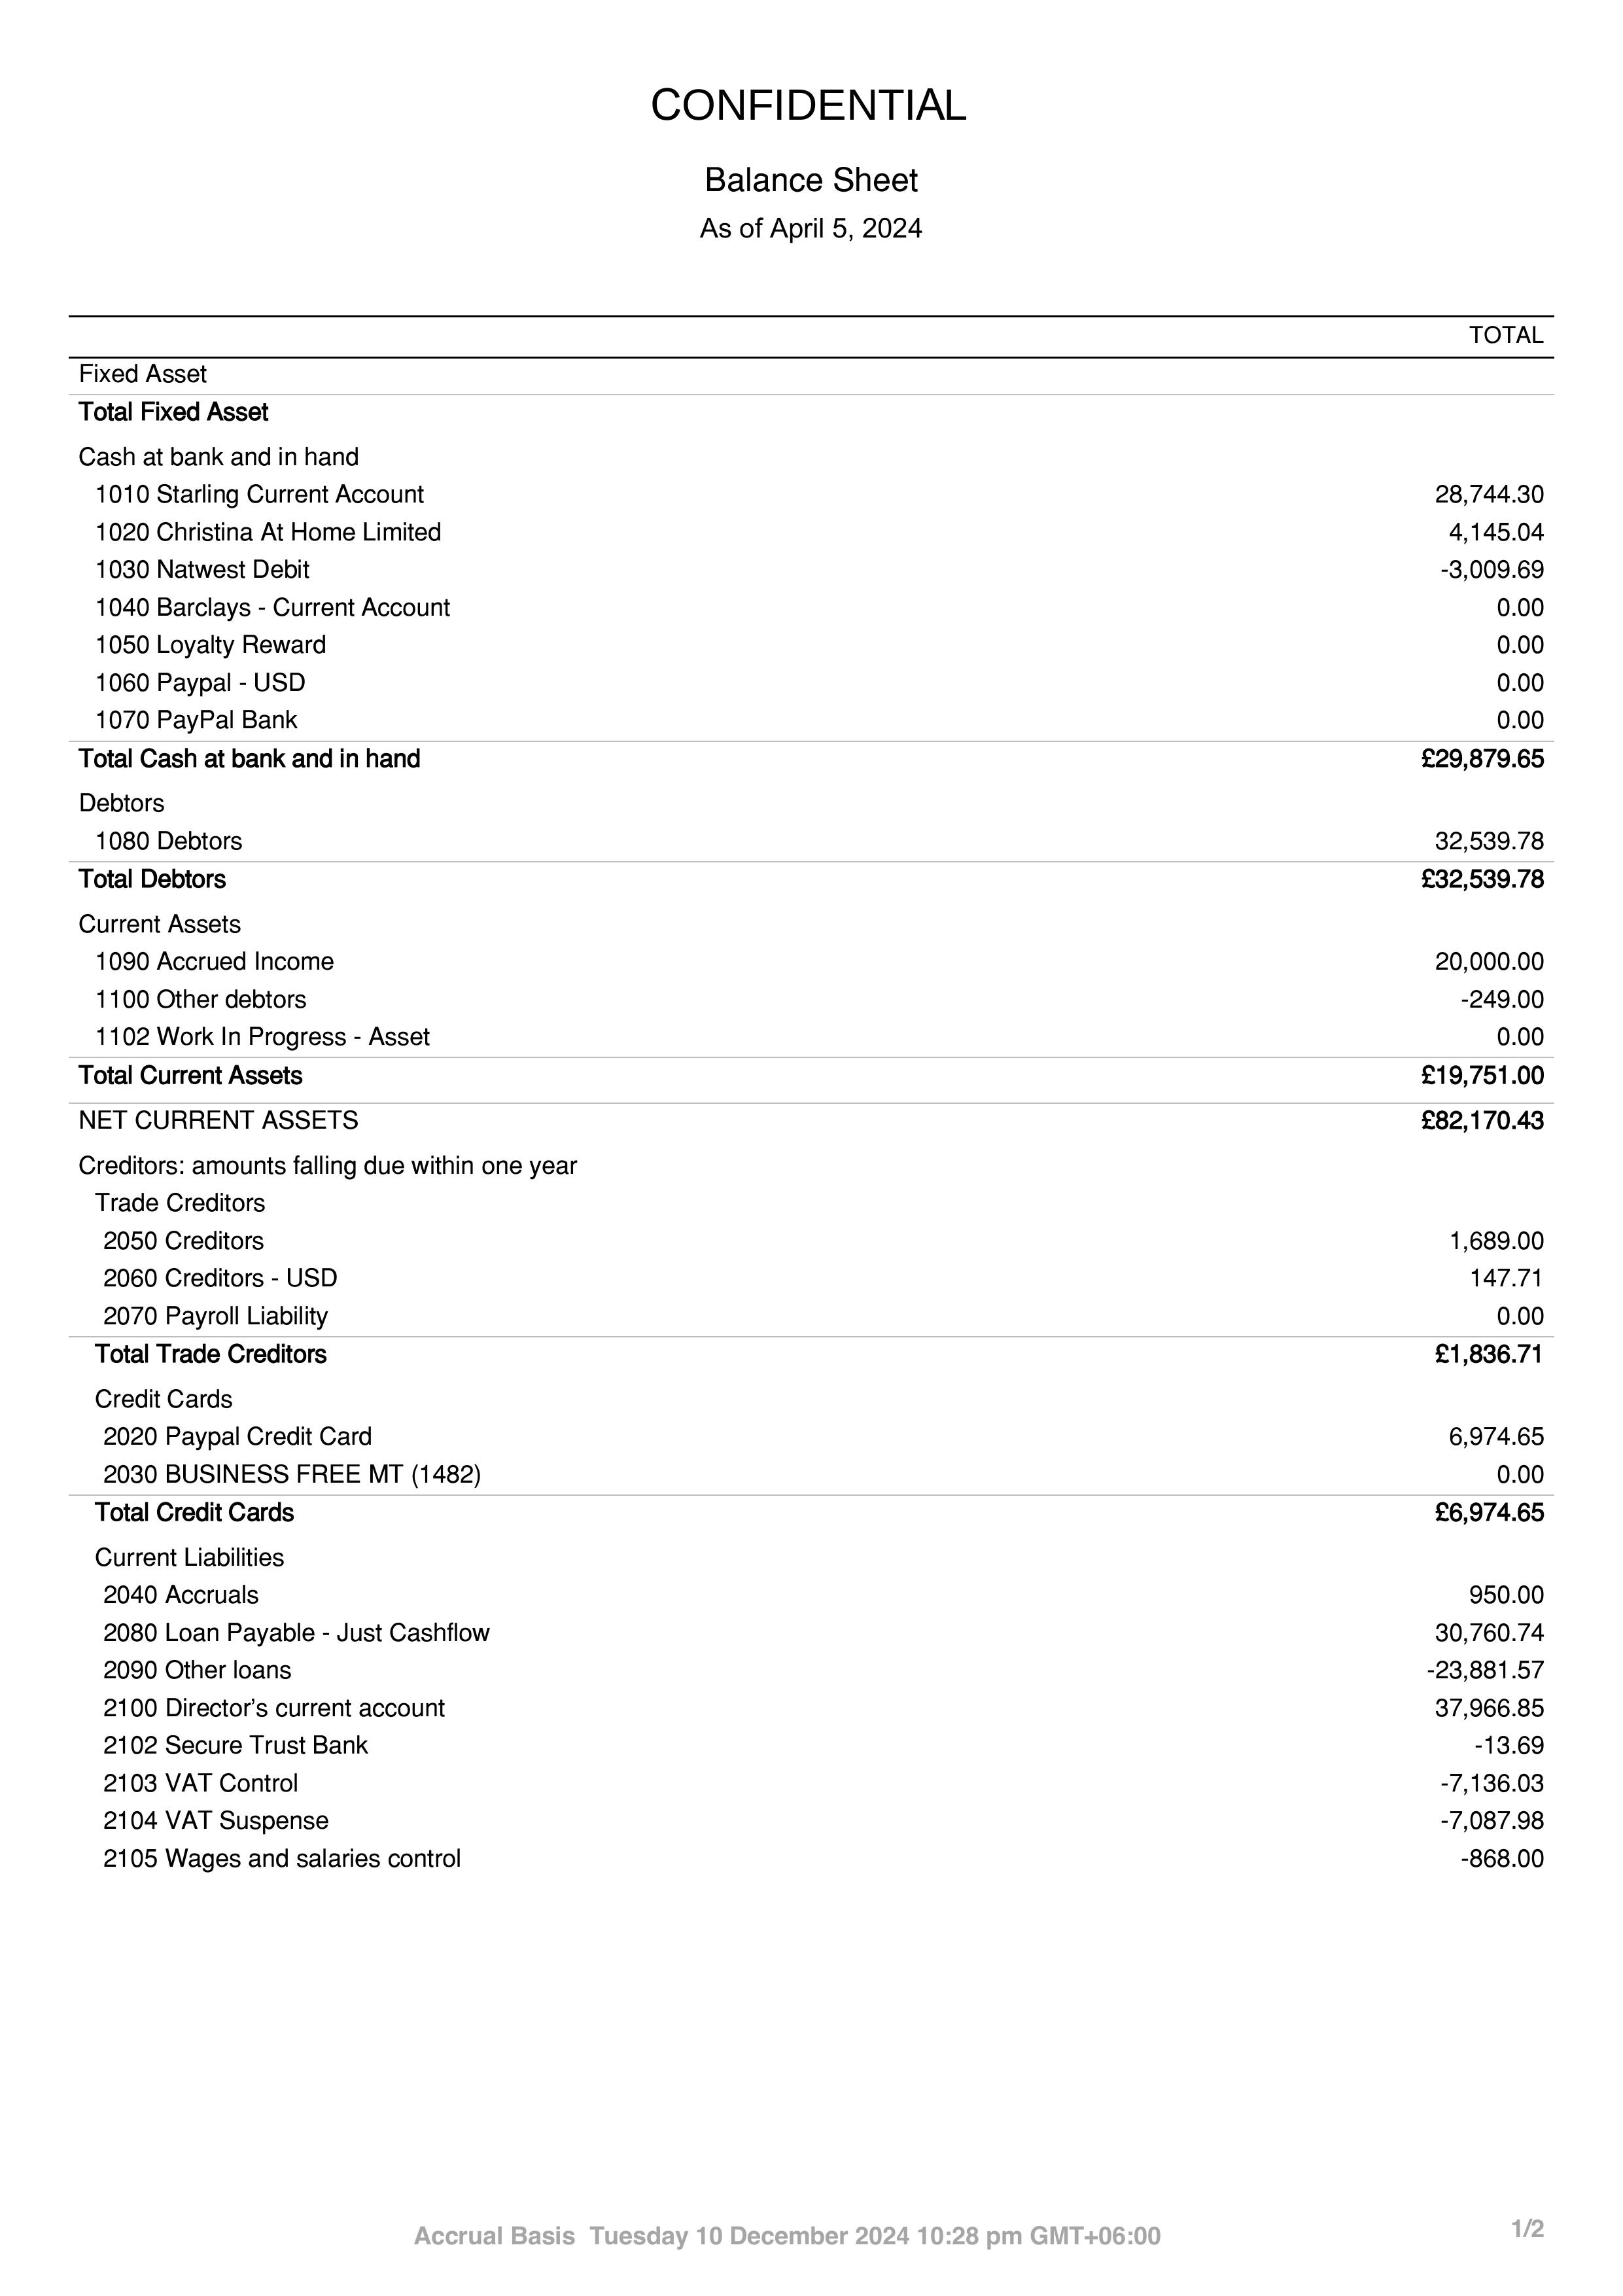 CONFIDENTIAL
Balance Sheet
As of April 5, 2024
TOTAL
Fixed Asset
Total Fixed Asset
Cash at bank and in hand
1010 Starling Current Account 28,744.30
1020 Christina At Home Limited 4,145.04
1030 Natwest Debit -3,009.69
1040 Barclays - Current Account 0.00
1050 Loyalty Reward 0.00
1060 Paypal - USD 0.00
1070 PayPal Bank 0.00
Total Cash at bank and in hand £29,879.65
Debtors
1080 Debtors 32,539.78
Total Debtors £32,539.78
Current Assets
1090 Accrued Income 20,000.00
1100 Other debtors -249.00
1102 Work In Progress - Asset 0.00
Total Current Assets £19,751.00
NET CURRENT ASSETS £82,170.43
Creditors: amounts falling due within one year
Trade Creditors
2050 Creditors 1,689.00
2060 Creditors - USD 147.71
2070 Payroll Liability 0.00
Total Trade Creditors £1,836.71
Credit Cards
2020 Paypal Credit Card 6,974.65
2030 BUSINESS FREE MT (1482) 0.00
Total Credit Cards £6,974.65
Current Liabilities
2040 Accruals 950.00
2080 Loan Payable - Just Cashflow 30,760.74
2090 Other loans -23,881.57
2100 Director’s current account 37,966.85
2102 Secure Trust Bank -13.69
2103 VAT Control -7,136.03
2104 VAT Suspense -7,087.98
2105 Wages and salaries control -868.00
Accrual Basis Tuesday 10 December 2024 10:28 pm GMT+06:00 1/2